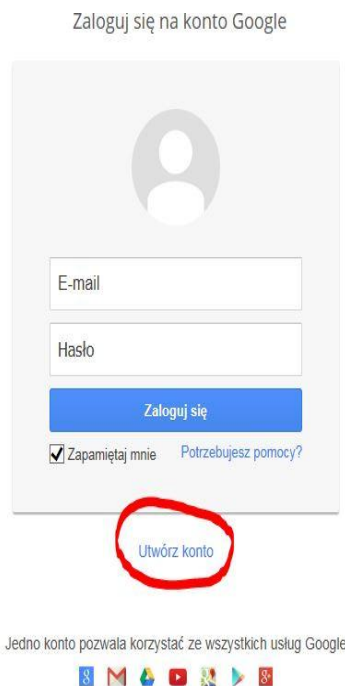 Zaloguj się na konto Google
E-mail
Hasło
Zaloguj się
Zapamiętaj mnie Potrzebujesz pomocy?
Utwórz konto
Jedno konto pozwala korzystać ze wszystkich usług Google